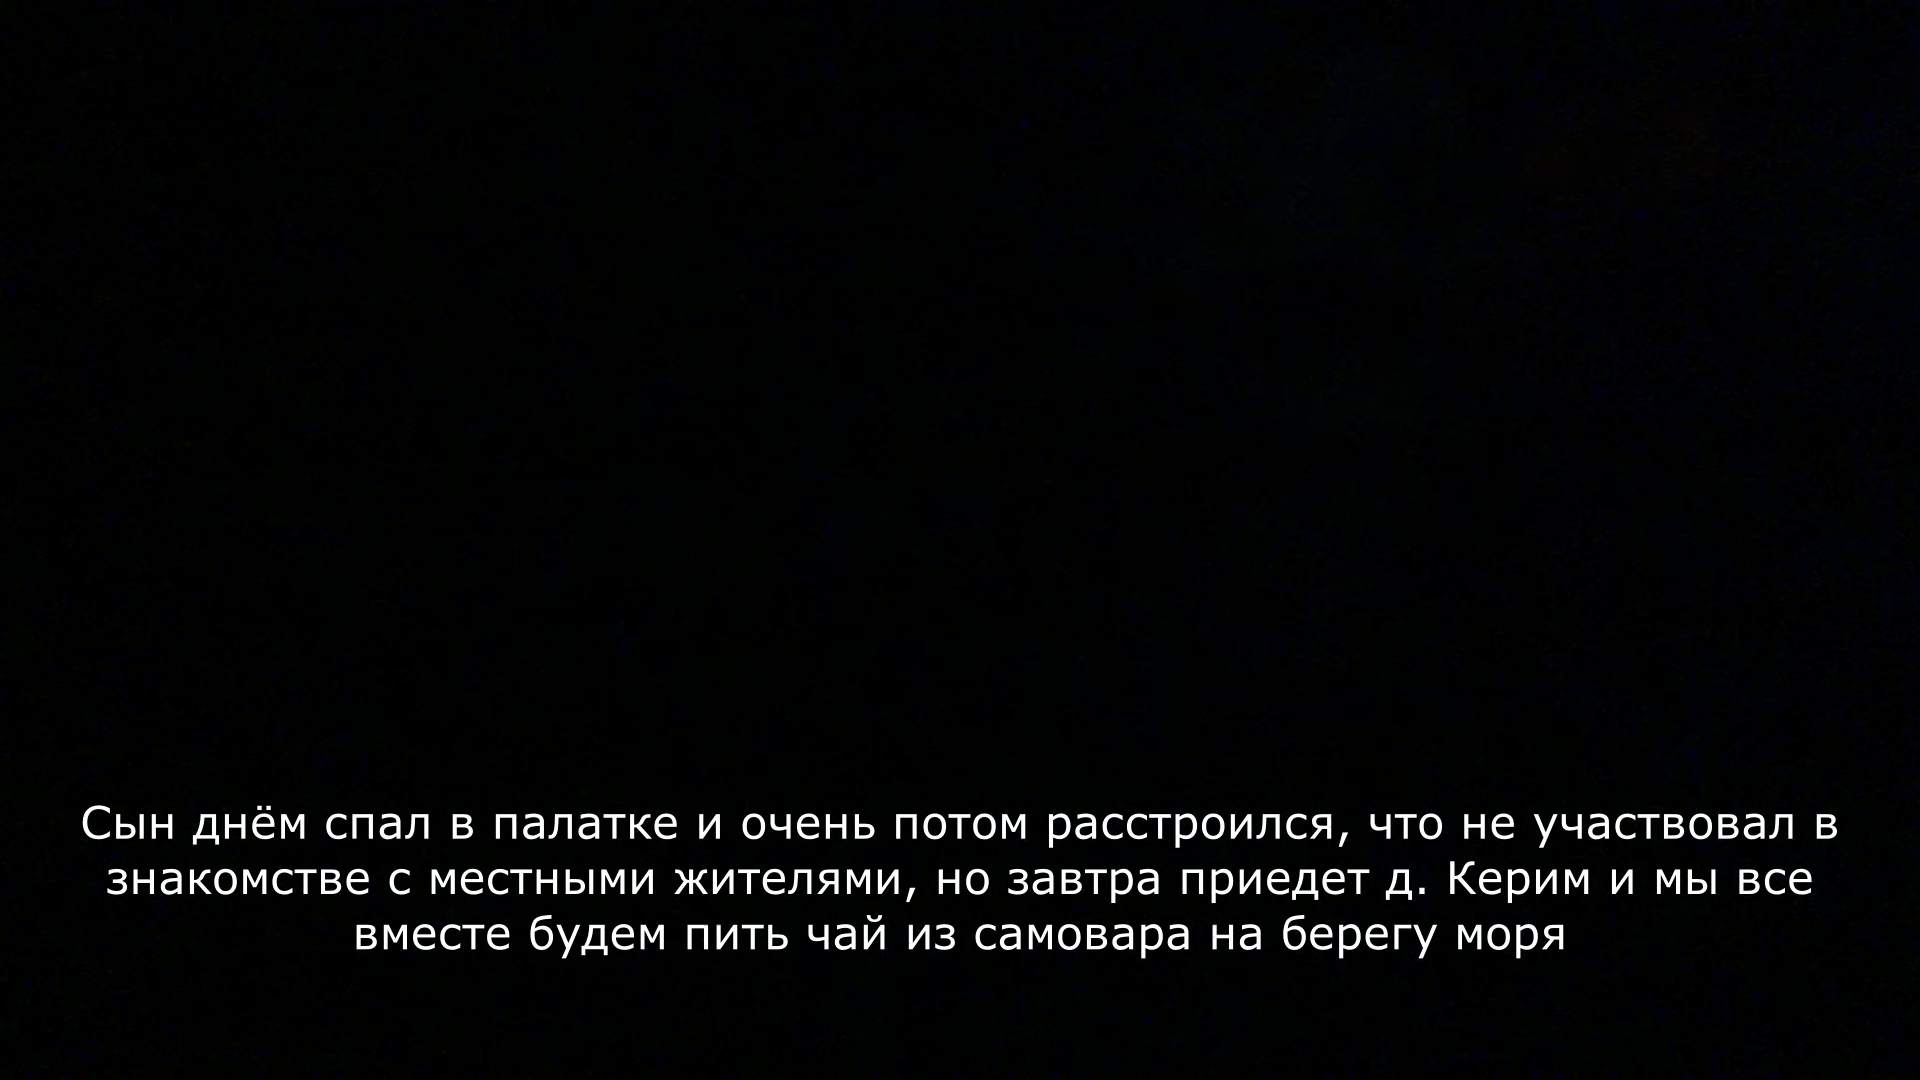 Сын днём спал в палатке и очень потом расстроился, что не участвовал в
знакомстве с местными жителями, но завтра приедет д. Керим и мы все
вместе будем пить чай из самовара на берегу моря